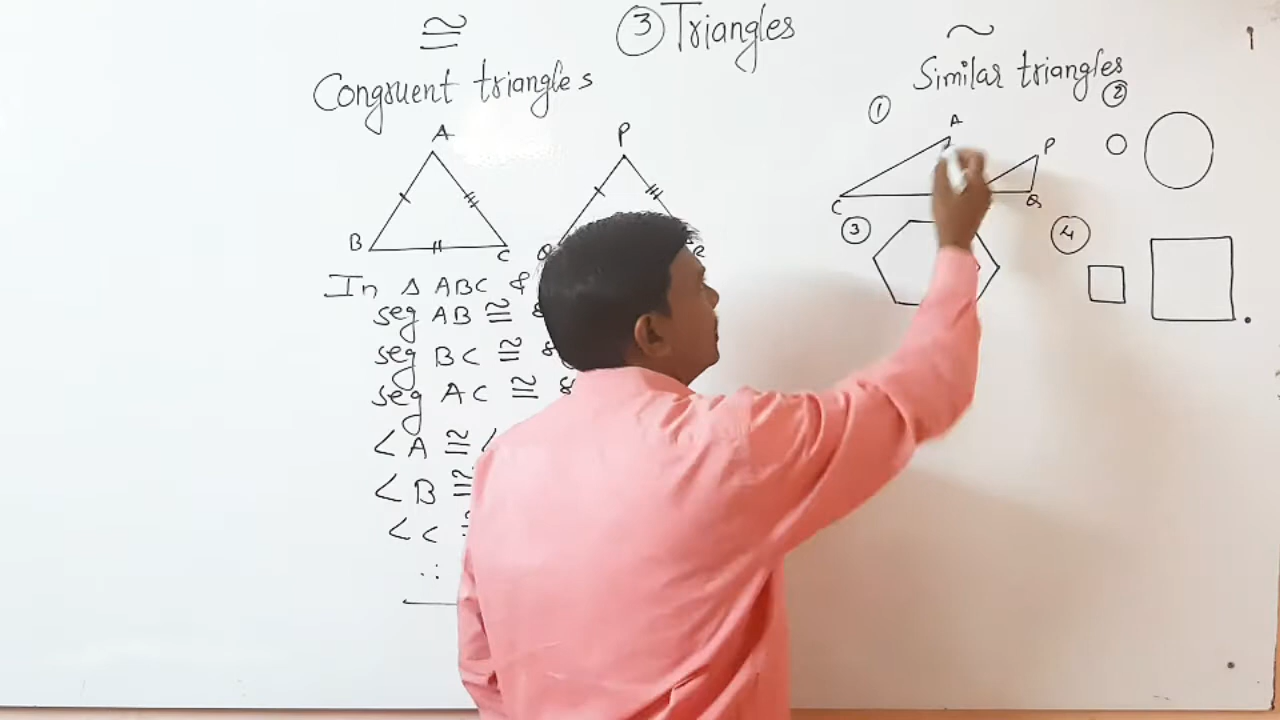 ③ Triangles
≅
Congruent triangles
A
P
B
C
In △ ABC &
seg AB ≅
seg BC ≅
seg AC ≅
∠A ≅ ∠
∠B ≅
∠C
∴
~
Similar triangles
①
A
C
P
Q
②
③
④